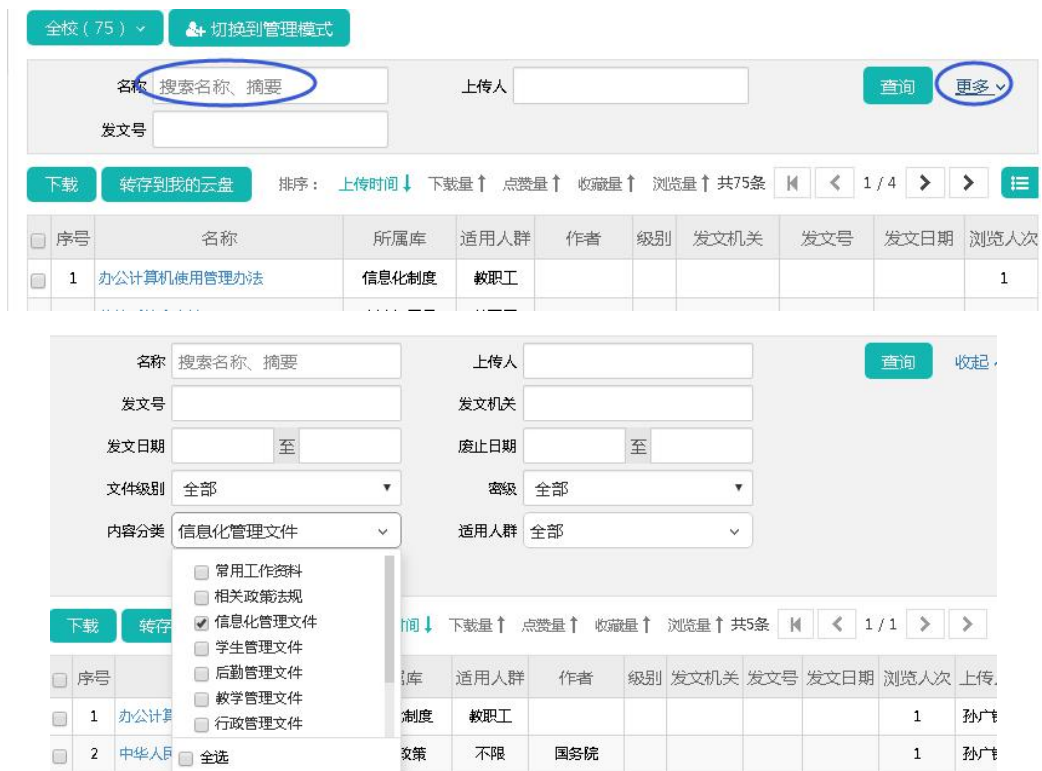 全校(75) 切换到管理模式
名称 搜索名称、摘要 上传人 查询 更多
发文号
下载 转存到我的云盘 排序: 上传时间 下载量 点赞量 收藏量 浏览量 共75条 1/4
序号 名称 所属库 适用人群 作者 级别 发文机关 发文号 发文日期 浏览人次
1 办公计算机使用管理办法 信息化制度 教职工 1
名称 搜索名称、摘要 上传人 查询 收起
发文号 发文机关
发文日期 至 废止日期 至
文件级别 全部 密级 全部
内容分类 信息化管理文件 适用人群 全部
常用工作资料
相关政策法规
信息化管理文件
学生管理文件
后勤管理文件
教学管理文件
行政管理文件
全选
下载 转存 间 下载量 点赞量 收藏量 浏览量 共5条 1/1
序号 库 适用人群 作者 级别 发文机关 发文号 发文日期 浏览人次 上传
1 办公计算 制度 教职工 1 孙广
2 中华人民 政策 不限 国务院 1 孙广